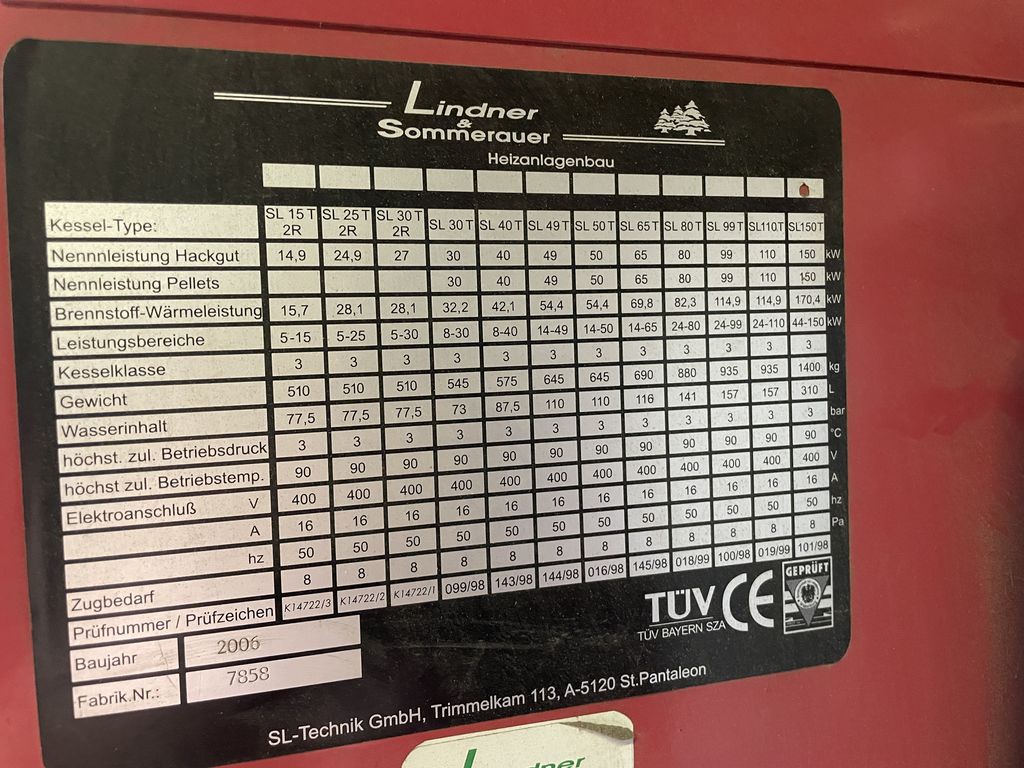 Lindner
&
Sommerauer
Heizanlagenbau
Kessel-Type: SL 15 T 2R SL 25 T 2R SL 30 T 2R SL 30 T SL 40 T SL 49 T SL 50 T SL 65 T SL 80 T SL 99 T SL110T SL150T
Nennnleistung Hackgut 14,9 24,9 27 30 40 49 50 65 80 99 110 150 kW
Nennleistung Pellets 30 40 49 50 65 80 99 110 150 kW
Brennstoff-Wärmeleistung 15,7 28,1 28,1 32,2 42,1 54,4 54,4 69,8 82,3 114,9 114,9 170,4 kW
Leistungsbereiche 5-15 5-25 5-30 8-30 8-40 14-49 14-50 14-65 24-80 24-99 24-110 44-150 kW
Kesselklasse 3 3 3 3 3 3 3 3 3 3 3 3
Gewicht 510 510 510 545 575 645 645 690 880 935 935 1400 kg
Wasserinhalt 77,5 77,5 77,5 73 87,5 110 110 116 141 157 157 310 L
höchst. zul. Betriebsdruck 3 3 3 3 3 3 3 3 3 3 3 3 bar
höchst zul. Betriebstemp. 90 90 90 90 90 90 90 90 90 90 90 90 °C
Elektroanschluß V 400 400 400 400 400 400 400 400 400 400 400 400 V
A 16 16 16 16 16 16 16 16 16 16 16 16 A
hz 50 50 50 50 50 50 50 50 50 50 50 50 hz
Zugbedarf 8 8 8 8 8 8 8 8 8 8 8 8 Pa
Prüfnummer / Prüfzeichen K14722/3 K14722/2 K14722/1 099/98 143/98 144/98 016/98 145/98 018/99 100/98 019/99 101/98
Baujahr 2006
Fabrik.Nr.: 7858
TÜV CE GEPRÜFT
TÜV BAYERN SZA
SL-Technik GmbH, Trimmelkam 113, A-5120 St.Pantaleon
Lindner